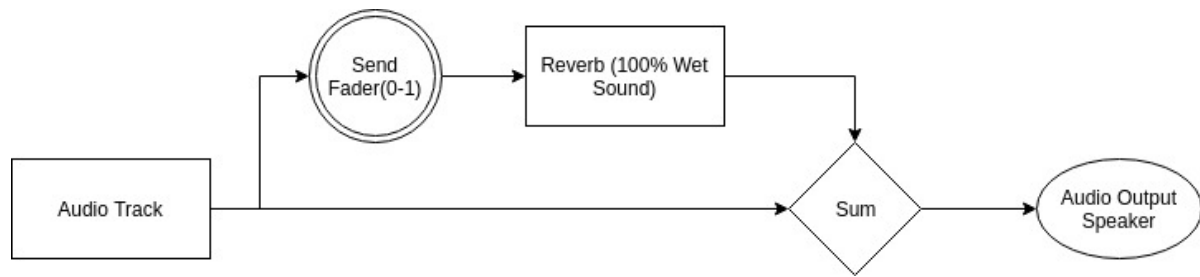 Send
Fader(0-1)
Reverb (100% Wet
Sound)
Audio Track
Sum
Audio Output
Speaker